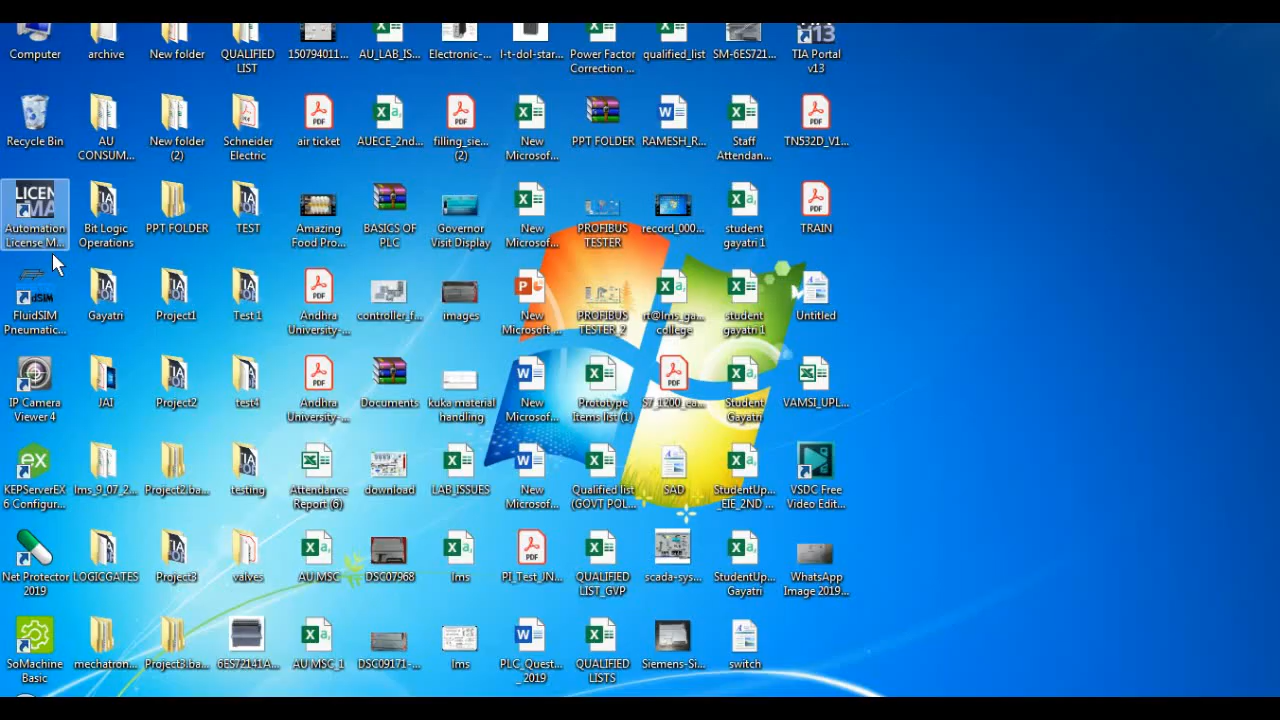 Computer
archive
New folder
QUALIFIED
LIST
150794011...
AU_LAB_IS...
Electronic-...
l-t-dol-star...
Power Factor
Correction ...
qualified_list
SM-6ES721...
TIA Portal
v13
Recycle Bin
AU
CONSUM...
New folder
(2)
Schneider
Electric
air ticket
AUECE_2nd...
filling_sie...
(2)
New
Microsof...
PPT FOLDER
RAMESH_R...
Staff
Attendan...
TN532D_V1...
Automation
License M...
Bit Logic
Operations
PPT FOLDER
TEST
Amazing
Food Pro...
BASICS OF
PLC
Governor
Visit Display
New
Microsof...
PROFIBUS
TESTER
record_000...
student
gayatri 1
TRAIN
FluidSIM
Pneumatic...
Gayatri
Project1
Test 1
Andhra
University-...
controller_f...
images
New
Microsoft ...
PROFIBUS
TESTER_2
college
student
gayatri 1
Untitled
IP Camera
Viewer 4
JAI
Project2
test4
Andhra
University-...
Documents
kuka material
handling
New
Microsof...
Prototype
items list (1)
S7_1200_ea...
Student
Gayatri
VAMSI_UPL...
KEPServerEX
6 Configur...
lms_9_07_2...
Project2.ba...
testing
Attendance
Report (6)
download
LAB_ISSUES
New
Microsof...
Qualified list
(GOVT POL...
SAD
StudentUp...
_EIE_2ND ...
VSDC Free
Video Edit...
Net Protector
2019
LOGICGATES
Project3
valves
AU MSC
DSC07968
lms
PI_Test_JN...
QUALIFIED
LIST_GVP
scada-sys...
StudentUp...
Gayatri
WhatsApp
Image 2019...
SoMachine
Basic
mechatron...
Project3.ba...
6ES72141A...
AU MSC_1
DSC09171-...
lms
PLC_Quest...
_ 2019
QUALIFIED
LISTS
Siemens-Si...
switch